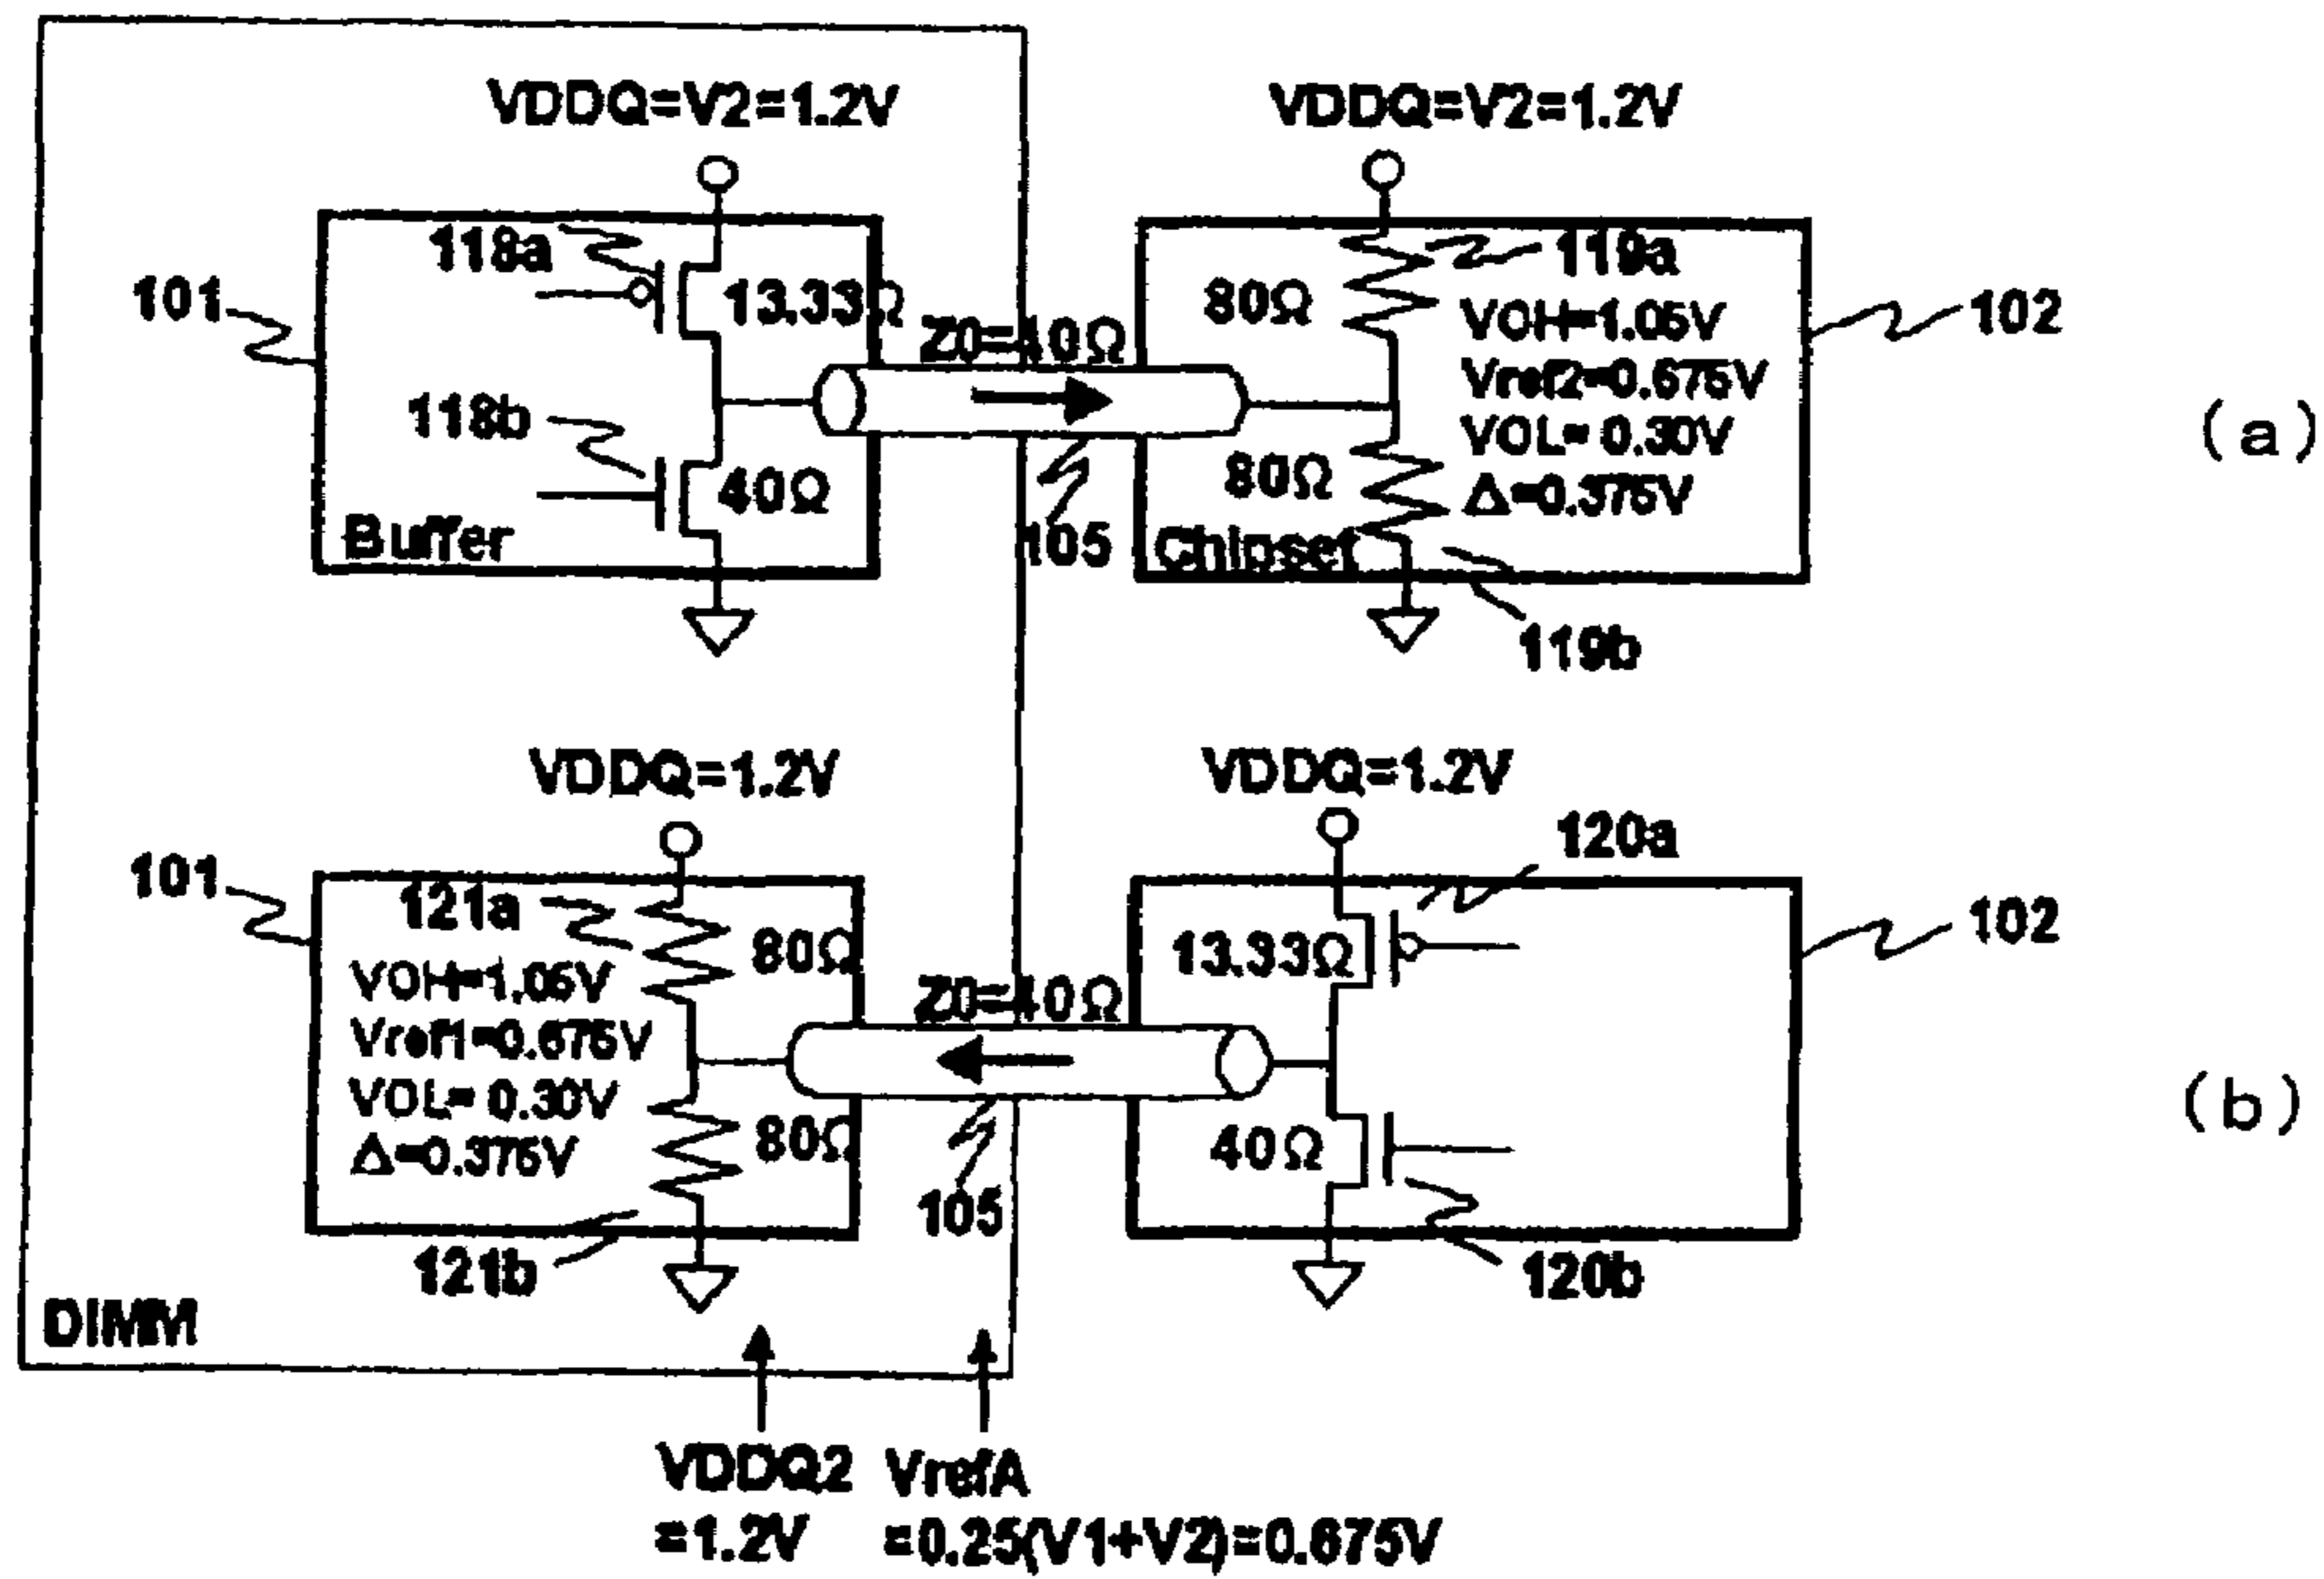 VDDQ=V2=1.2V
VDDQ=V2=1.2V
118a
119a
101
13.33Ω
80Ω
VOH=1.05V
102
Z0=40Ω
Vref2=0.675V
118b
VOL= 0.30V
(a)
40Ω
80Ω
Δ=0.375V
Buffer
105
Chipset
119b
VDDQ=1.2V
VDDQ=1.2V
120a
101
121a
80Ω
13.33Ω
102
VOH=1.05V
Z0=40Ω
Vref1=0.675V
VOL= 0.30V
(b)
80Ω
40Ω
Δ=0.375V
105
121b
120b
DIMM
VDDQ2
=1.2V
VrefA
=0.25(V1+V2)=0.675V